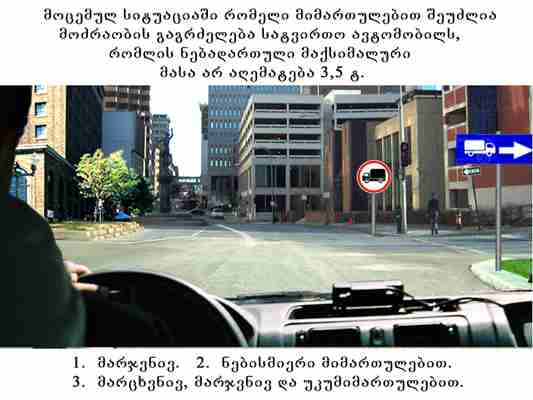 მოცემულ სიტუაციაში რომელი მიმართულებით შეუძლია
მოძრაობის გაგრძელება სატვირთო ავტომობილს,
რომლის ნებადართული მაქსიმალური
მასა არ აღემატება 3,5 ტ.
1. მარჯვნივ. 2. ნებისმიერი მიმართულებით.
3. მარცხნივ, მარჯვნივ და უკუმიმართულებით.